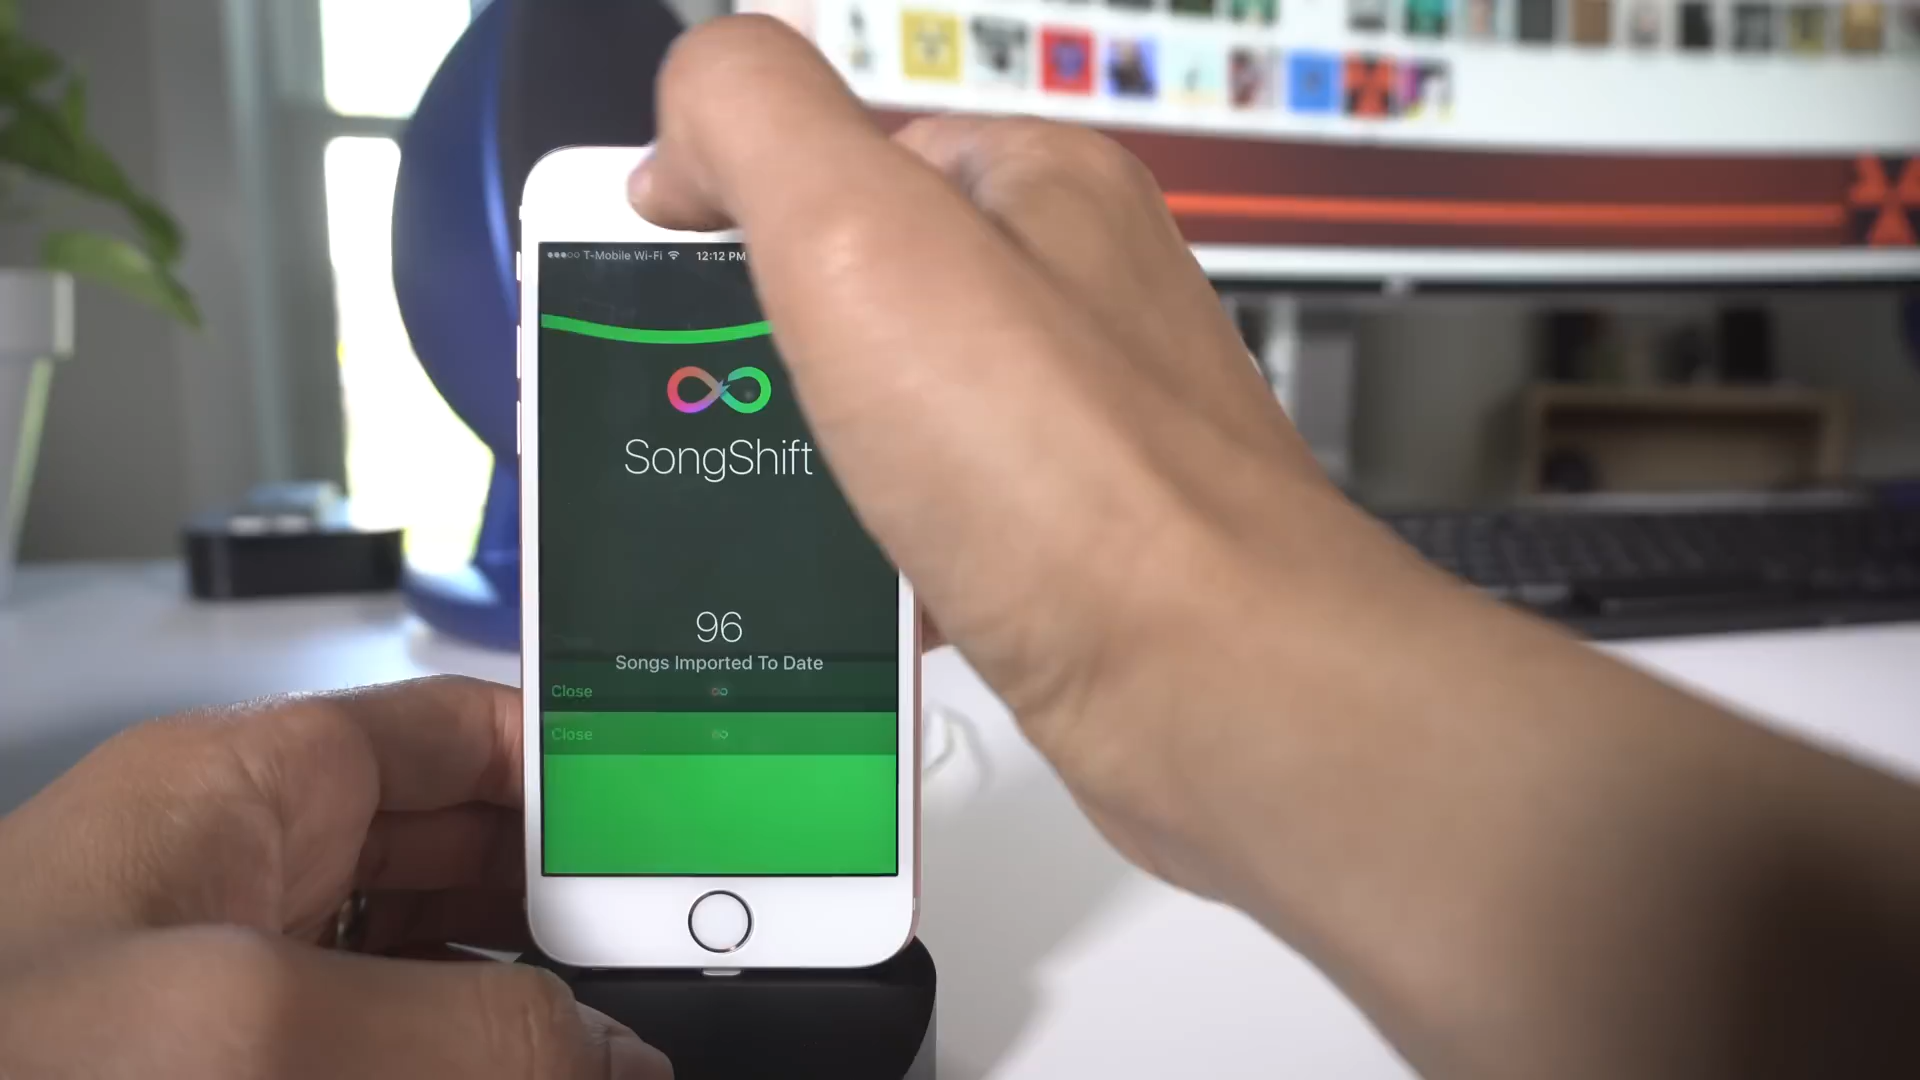 T-Mobile Wi-Fi 12:12 PM
SongShift
96
Songs Imported To Date
Close
Close